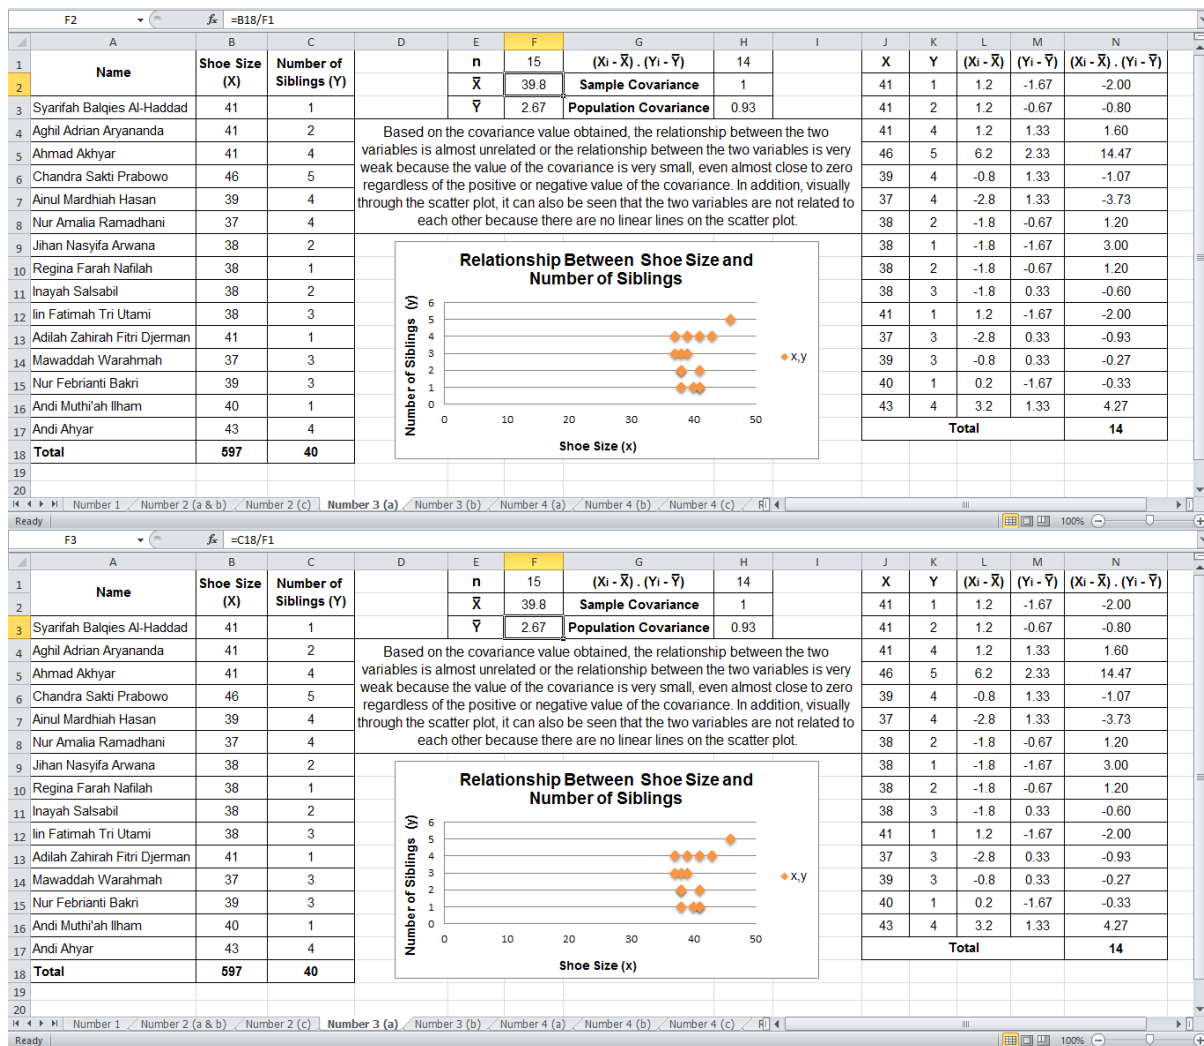 F2 fx =B18/F1
A B C D E F G H I J K L M N
1 Name Shoe Size (X) Number of Siblings (Y) n 15 (Xi - X̅) . (Yi - Y̅) 14 X Y (Xi - X̅) (Yi - Y̅) (Xi - X̅) . (Yi - Y̅)
2 X̅ 39.8 Sample Covariance 1 41 1 1.2 -1.67 -2.00
3 Syarifah Balqies Al-Haddad 41 1 Y̅ 2.67 Population Covariance 0.93 41 2 1.2 -0.67 -0.80
4 Aghil Adrian Aryananda 41 2 41 4 1.2 1.33 1.60
5 Ahmad Akhyar 41 4 46 5 6.2 2.33 14.47
6 Chandra Sakti Prabowo 46 5 39 4 -0.8 1.33 -1.07
7 Ainul Mardhiah Hasan 39 4 37 4 -2.8 1.33 -3.73
8 Nur Amalia Ramadhani 37 4 38 2 -1.8 -0.67 1.20
9 Jihan Nasyifa Arwana 38 2 38 1 -1.8 -1.67 3.00
10 Regina Farah Nafilah 38 1 38 2 -1.8 -0.67 1.20
11 Inayah Salsabil 38 2 38 3 -1.8 0.33 -0.60
12 Iin Fatimah Tri Utami 38 3 41 1 1.2 -1.67 -2.00
13 Adilah Zahirah Fitri Djerman 41 1 37 3 -2.8 0.33 -0.93
14 Mawaddah Warahmah 37 3 39 3 -0.8 0.33 -0.27
15 Nur Febrianti Bakri 39 3 40 1 0.2 -1.67 -0.33
16 Andi Muthi'ah Ilham 40 1 43 4 3.2 1.33 4.27
17 Andi Ahyar 43 4 Total 14
18 Total 597 40
19
20
Based on the covariance value obtained, the relationship between the two
variables is almost unrelated or the relationship between the two variables is very
weak because the value of the covariance is very small, even almost close to zero
regardless of the positive or negative value of the covariance. In addition, visually
through the scatter plot, it can also be seen that the two variables are not related to
each other because there are no linear lines on the scatter plot.
Relationship Between Shoe Size and
Number of Siblings
Number of Siblings (y)
6
5
4
3
2
1
0
0 10 20 30 40 50
Shoe Size (x)
x,y
Number 1 Number 2 (a & b) Number 2 (c) Number 3 (a) Number 3 (b) Number 4 (a) Number 4 (b) Number 4 (c)
Ready 100%
F3 fx =C18/F1
A B C D E F G H I J K L M N
1 Name Shoe Size (X) Number of Siblings (Y) n 15 (Xi - X̅) . (Yi - Y̅) 14 X Y (Xi - X̅) (Yi - Y̅) (Xi - X̅) . (Yi - Y̅)
2 X̅ 39.8 Sample Covariance 1 41 1 1.2 -1.67 -2.00
3 Syarifah Balqies Al-Haddad 41 1 Y̅ 2.67 Population Covariance 0.93 41 2 1.2 -0.67 -0.80
4 Aghil Adrian Aryananda 41 2 41 4 1.2 1.33 1.60
5 Ahmad Akhyar 41 4 46 5 6.2 2.33 14.47
6 Chandra Sakti Prabowo 46 5 39 4 -0.8 1.33 -1.07
7 Ainul Mardhiah Hasan 39 4 37 4 -2.8 1.33 -3.73
8 Nur Amalia Ramadhani 37 4 38 2 -1.8 -0.67 1.20
9 Jihan Nasyifa Arwana 38 2 38 1 -1.8 -1.67 3.00
10 Regina Farah Nafilah 38 1 38 2 -1.8 -0.67 1.20
11 Inayah Salsabil 38 2 38 3 -1.8 0.33 -0.60
12 Iin Fatimah Tri Utami 38 3 41 1 1.2 -1.67 -2.00
13 Adilah Zahirah Fitri Djerman 41 1 37 3 -2.8 0.33 -0.93
14 Mawaddah Warahmah 37 3 39 3 -0.8 0.33 -0.27
15 Nur Febrianti Bakri 39 3 40 1 0.2 -1.67 -0.33
16 Andi Muthi'ah Ilham 40 1 43 4 3.2 1.33 4.27
17 Andi Ahyar 43 4 Total 14
18 Total 597 40
19
20
Based on the covariance value obtained, the relationship between the two
variables is almost unrelated or the relationship between the two variables is very
weak because the value of the covariance is very small, even almost close to zero
regardless of the positive or negative value of the covariance. In addition, visually
through the scatter plot, it can also be seen that the two variables are not related to
each other because there are no linear lines on the scatter plot.
Relationship Between Shoe Size and
Number of Siblings
Number of Siblings (y)
6
5
4
3
2
1
0
0 10 20 30 40 50
Shoe Size (x)
x,y
Number 1 Number 2 (a & b) Number 2 (c) Number 3 (a) Number 3 (b) Number 4 (a) Number 4 (b) Number 4 (c)
Ready 100%